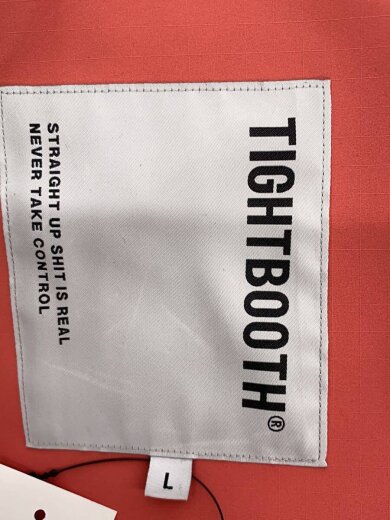 TIGHTBOOTH®
STRAIGHT UP SHIT IS REAL
NEVER TAKE CONTROL
L